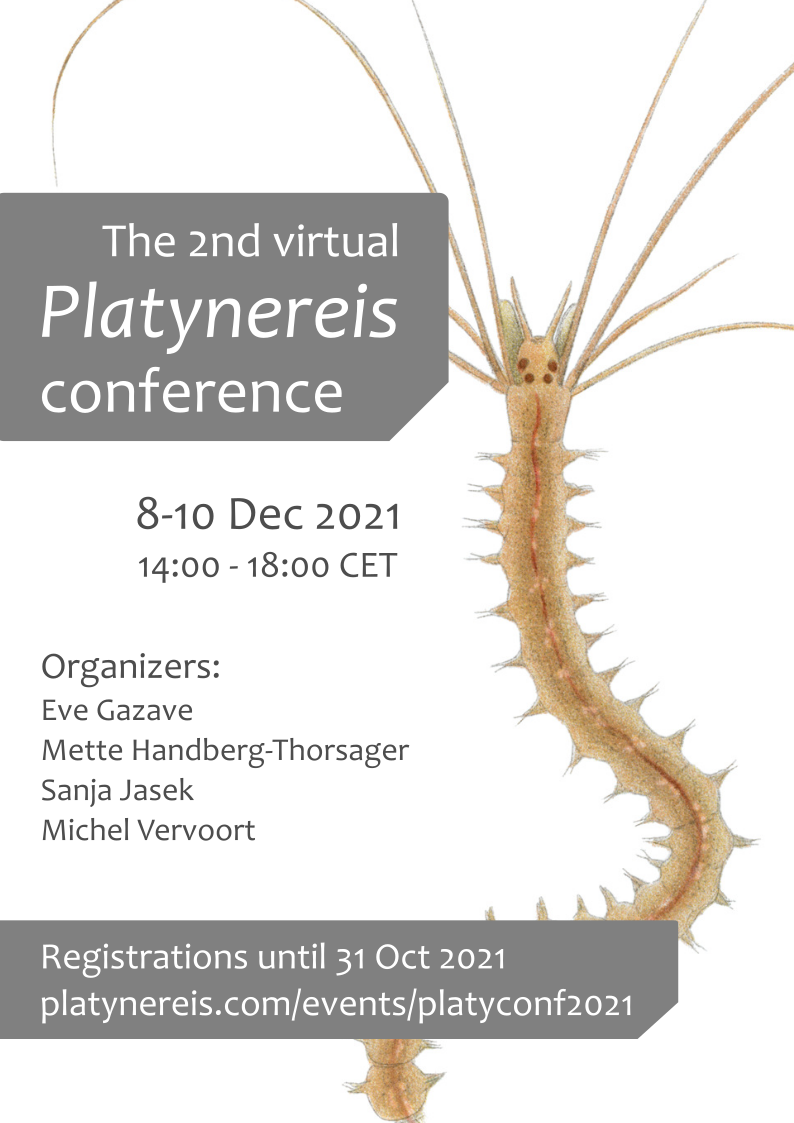 The 2nd virtual
Platynereis
conference
8-10 Dec 2021
14:00 - 18:00 CET
Organizers:
Eve Gazave
Mette Handberg-Thorsager
Sanja Jasek
Michel Vervoort
Registrations until 31 Oct 2021
platynereis.com/events/platyconf2021